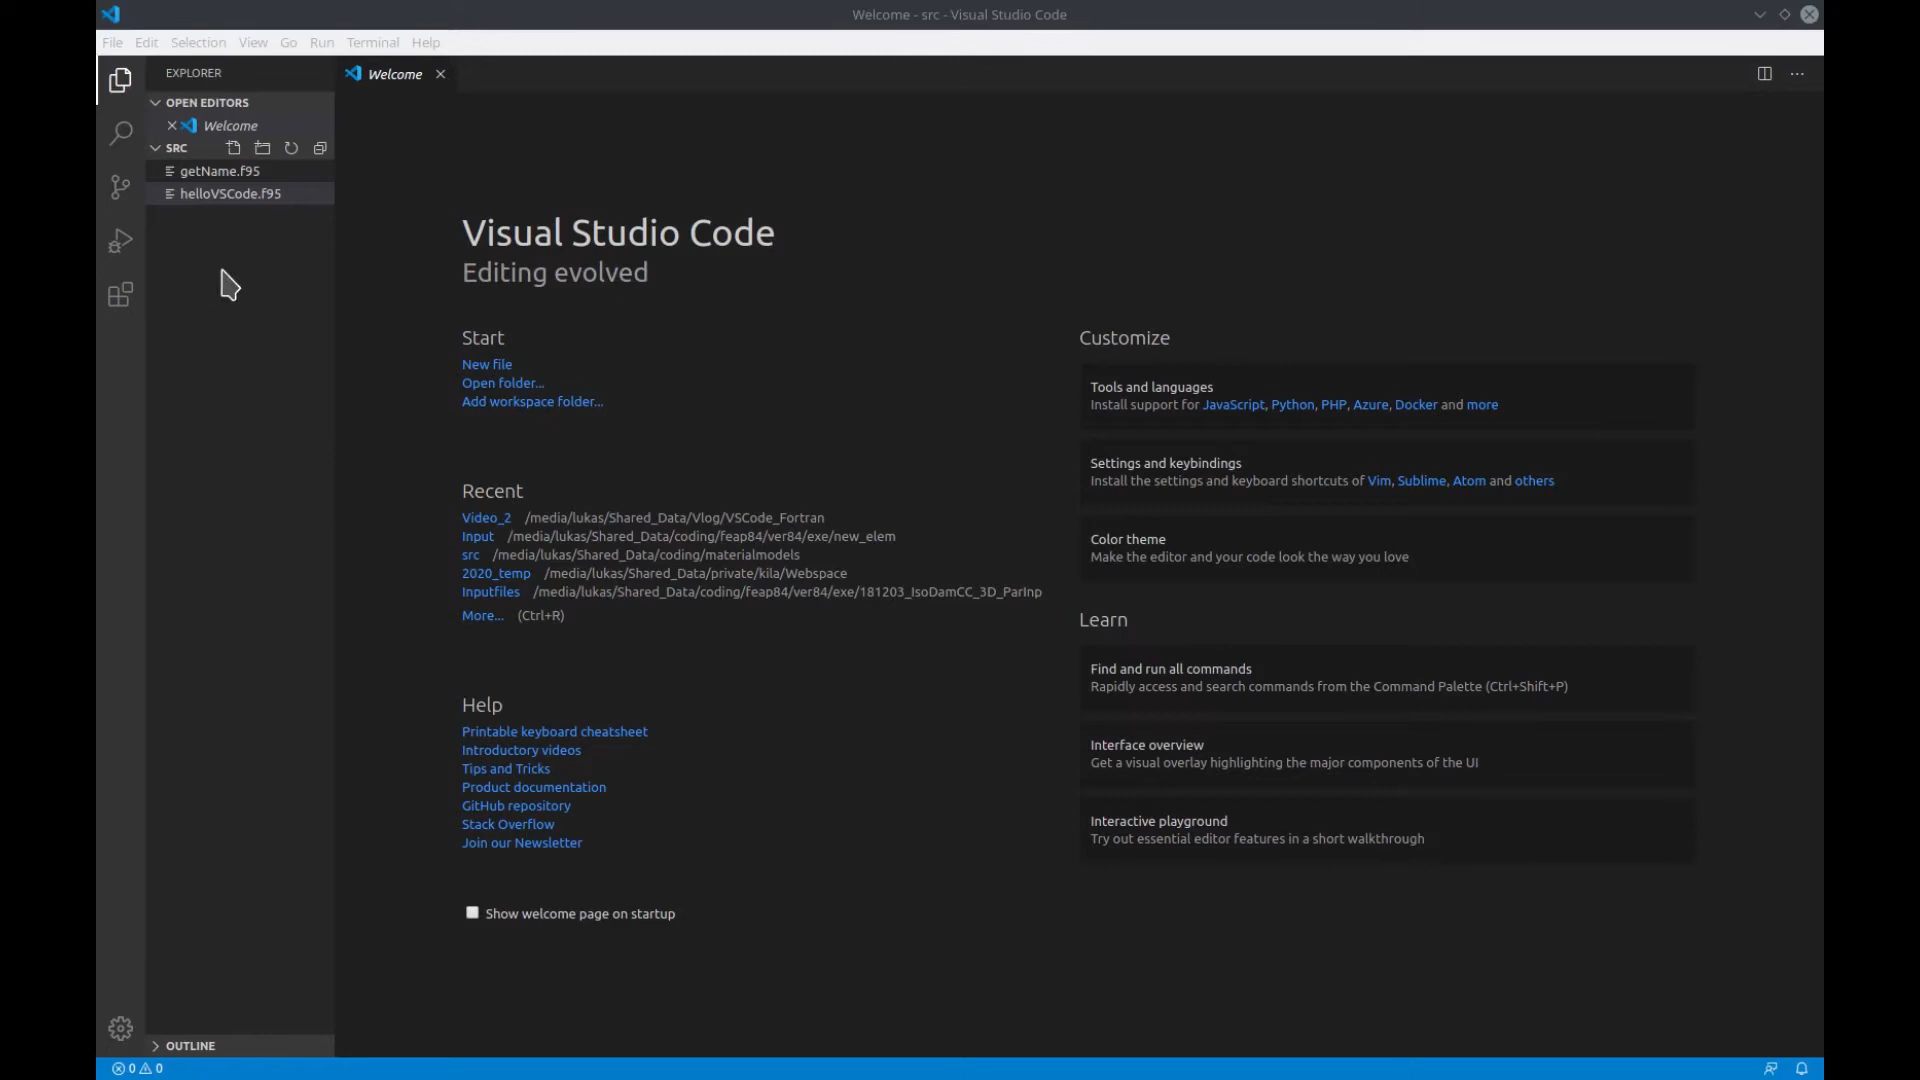 Welcome - src - Visual Studio Code
File Edit Selection View Go Run Terminal Help
EXPLORER
OPEN EDITORS
Welcome
SRC
getName.f95
helloVSCode.f95
OUTLINE
Welcome
Visual Studio Code
Editing evolved
Start
New file
Open folder...
Add workspace folder...
Recent
Video_2 /media/lukas/Shared_Data/Vlog/VSCode_Fortran
Input /media/lukas/Shared_Data/coding/feap84/ver84/exe/new_elem
src /media/lukas/Shared_Data/coding/materialmodels
2020_temp /media/lukas/Shared_Data/private/kila/Webspace
Inputfiles /media/lukas/Shared_Data/coding/feap84/ver84/exe/181203_IsoDamCC_3D_ParInp
More... (Ctrl+R)
Help
Printable keyboard cheatsheet
Introductory videos
Tips and Tricks
Product documentation
GitHub repository
Stack Overflow
Join our Newsletter
Show welcome page on startup
Customize
Tools and languages
Install support for JavaScript, Python, PHP, Azure, Docker and more
Settings and keybindings
Install the settings and keyboard shortcuts of Vim, Sublime, Atom and others
Color theme
Make the editor and your code look the way you love
Learn
Find and run all commands
Rapidly access and search commands from the Command Palette (Ctrl+Shift+P)
Interface overview
Get a visual overlay highlighting the major components of the UI
Interactive playground
Try out essential editor features in a short walkthrough
0 0